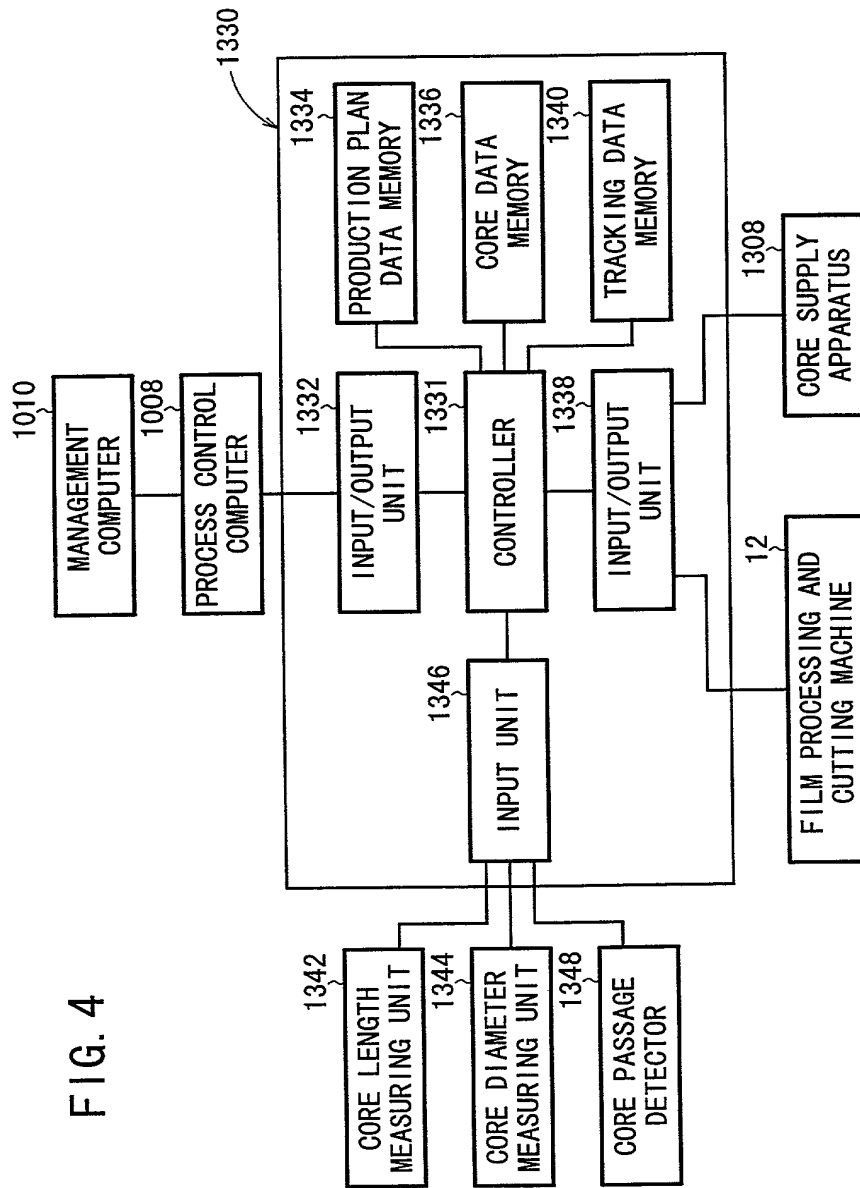 FIG. 4
1010
MANAGEMENT
COMPUTER
1008
PROCESS CONTROL
COMPUTER
1330
1332
INPUT/OUTPUT
UNIT
1334
PRODUCTION PLAN
DATA MEMORY
1342
CORE LENGTH
MEASURING UNIT
1346
INPUT UNIT
1331
CONTROLLER
1336
CORE DATA
MEMORY
1344
CORE DIAMETER
MEASURING UNIT
1338
INPUT/OUTPUT
UNIT
1340
TRACKING DATA
MEMORY
1348
CORE PASSAGE
DETECTOR
12
FILM PROCESSING AND
CUTTING MACHINE
1308
CORE SUPPLY
APPARATUS